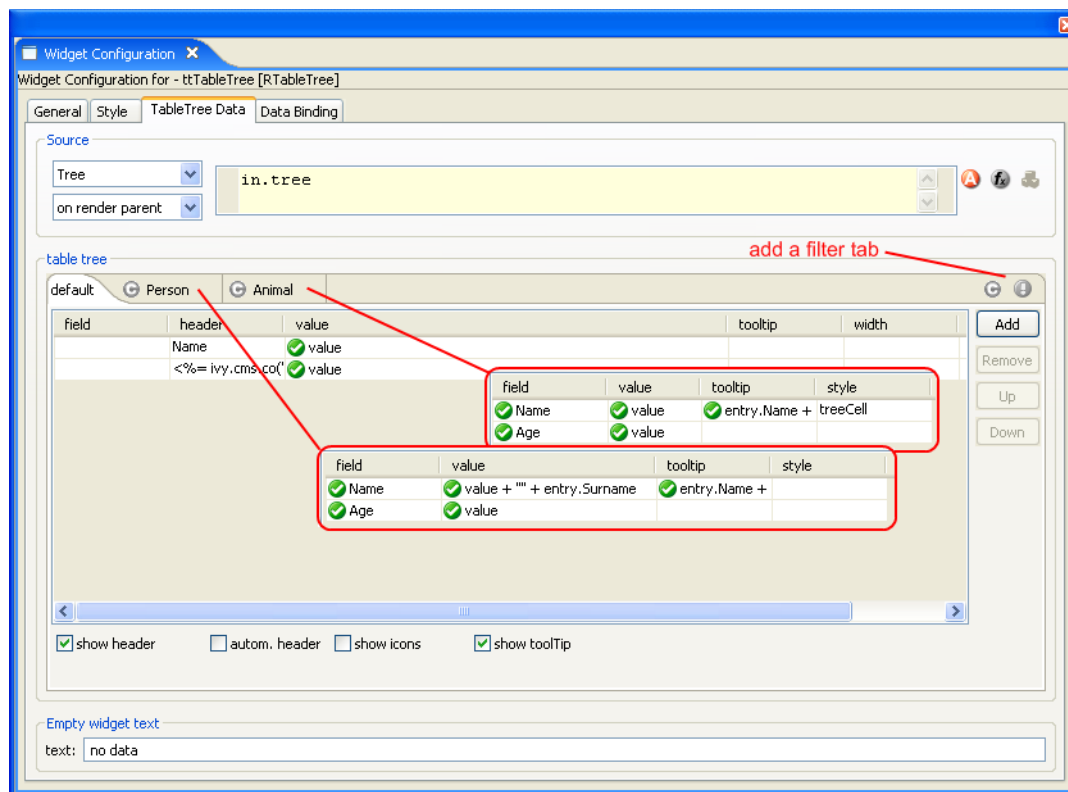 Widget Configuration
Widget Configuration for - ttTableTree [RTableTree]
General Style TableTree Data Data Binding
Source
Tree
in.tree
on render parent
add a filter tab
table tree
default Person Animal
field header value tooltip width
Name value
<%= ivy.cms.co(' value
Add
Remove
Up
Down
field value tooltip style
Name value entry.Name + treeCell
Age value
field value tooltip style
Name value + "" + entry.Surname entry.Name +
Age value
show header autom. header show icons show toolTip
Empty widget text
text: no data